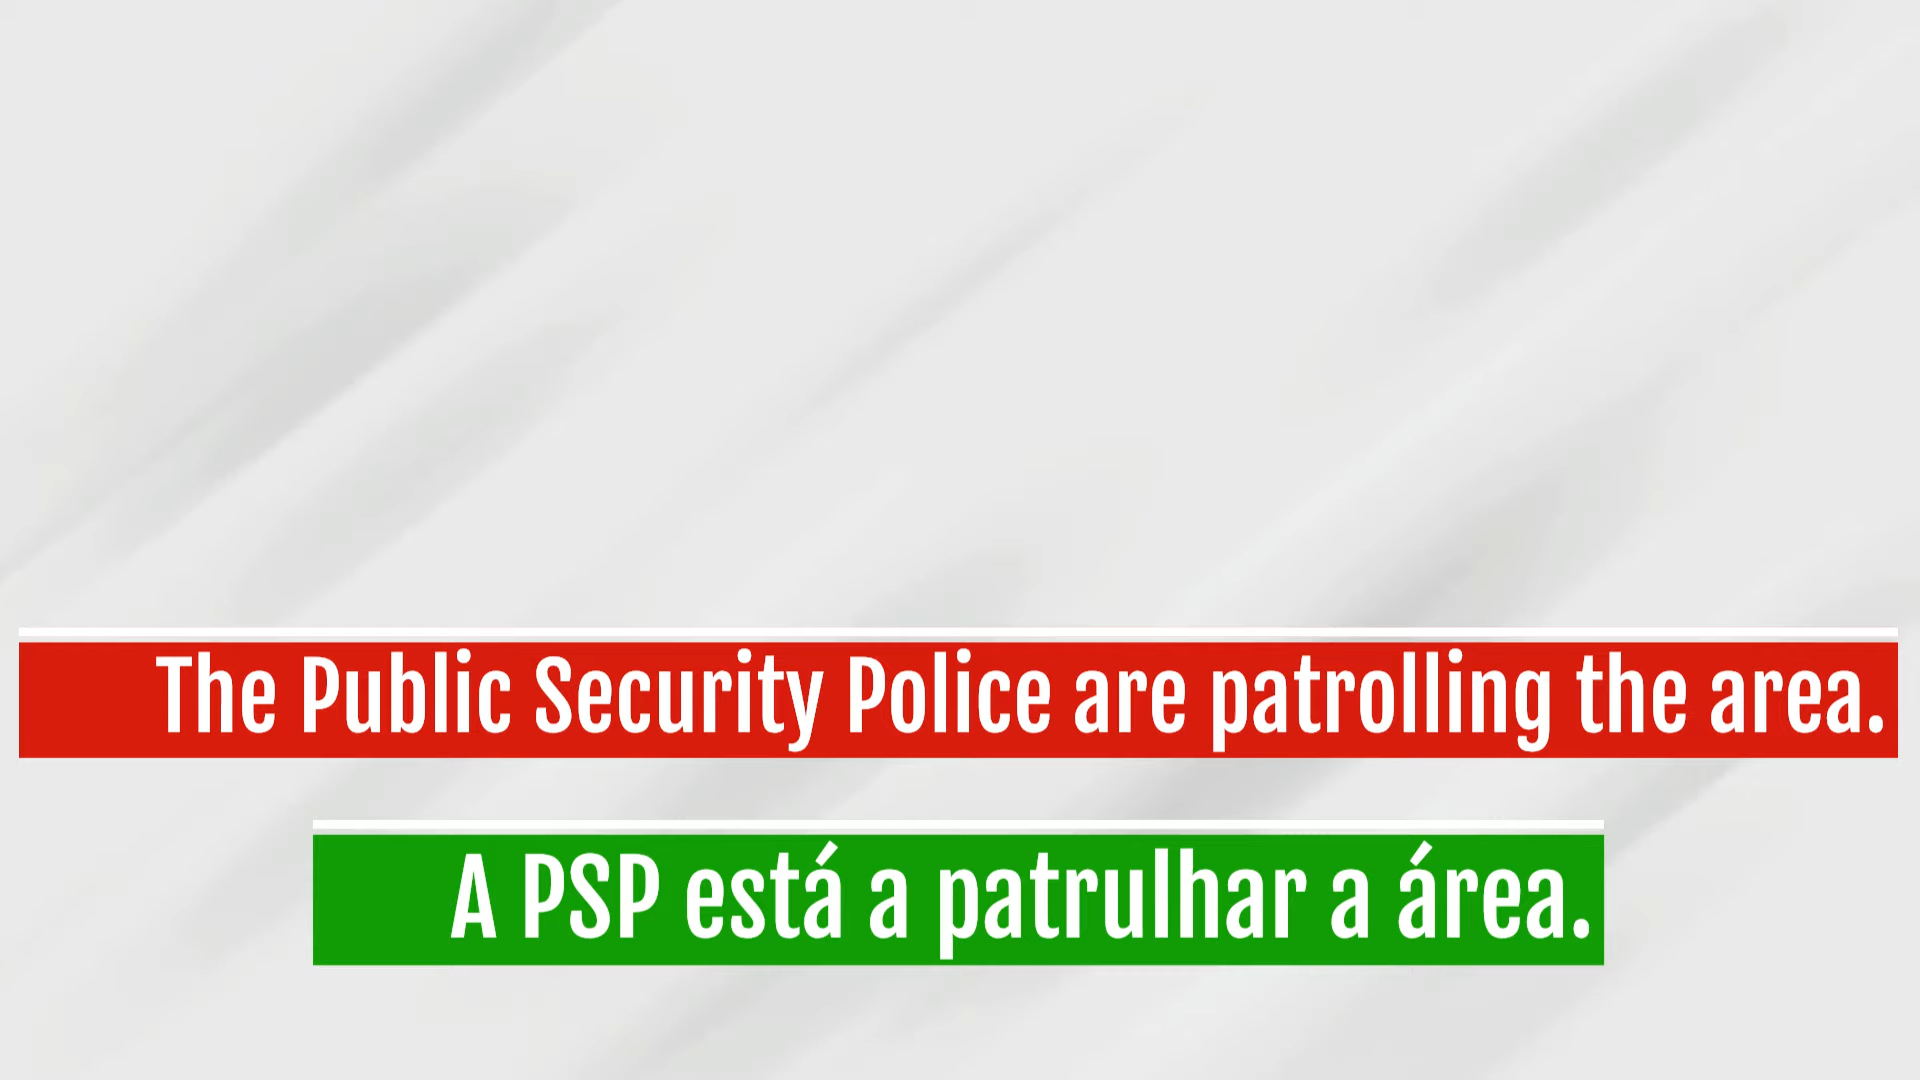 The Public Security Police are patrolling the area.
A PSP está a patrulhar a área.